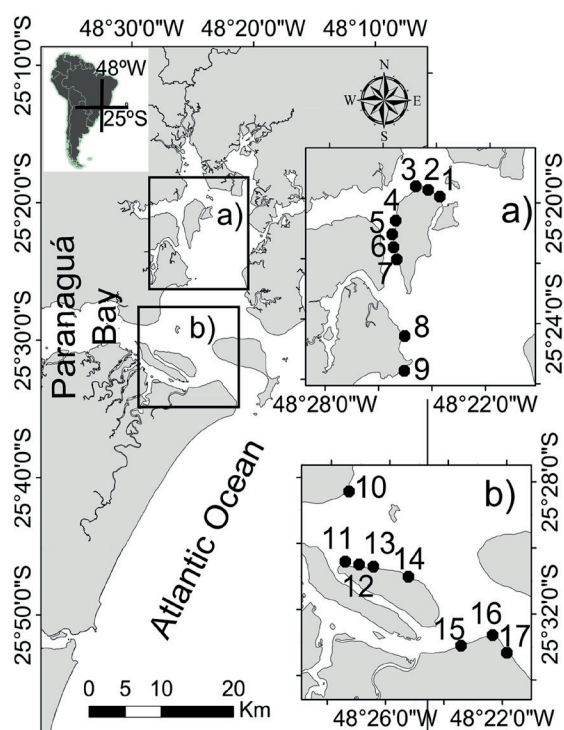 48°30'0"W 48°20'0"W 48°10'0"W
25°10'0"S
25°20'0"S
25°30'0"S
25°40'0"S
25°50'0"S
48°W
25°S
N
W E
S
a)
b)
Paranaguá
Bay
Atlantic Ocean
0 5 10 20
Km
a)
3 2 1
4
5
6
7
8
9
25°20'0"S
25°24'0"S
48°28'0"W 48°22'0"W
b)
10
11 13
12 14
15 16 17
25°28'0"S
25°32'0"S
48°26'0"W 48°22'0"W